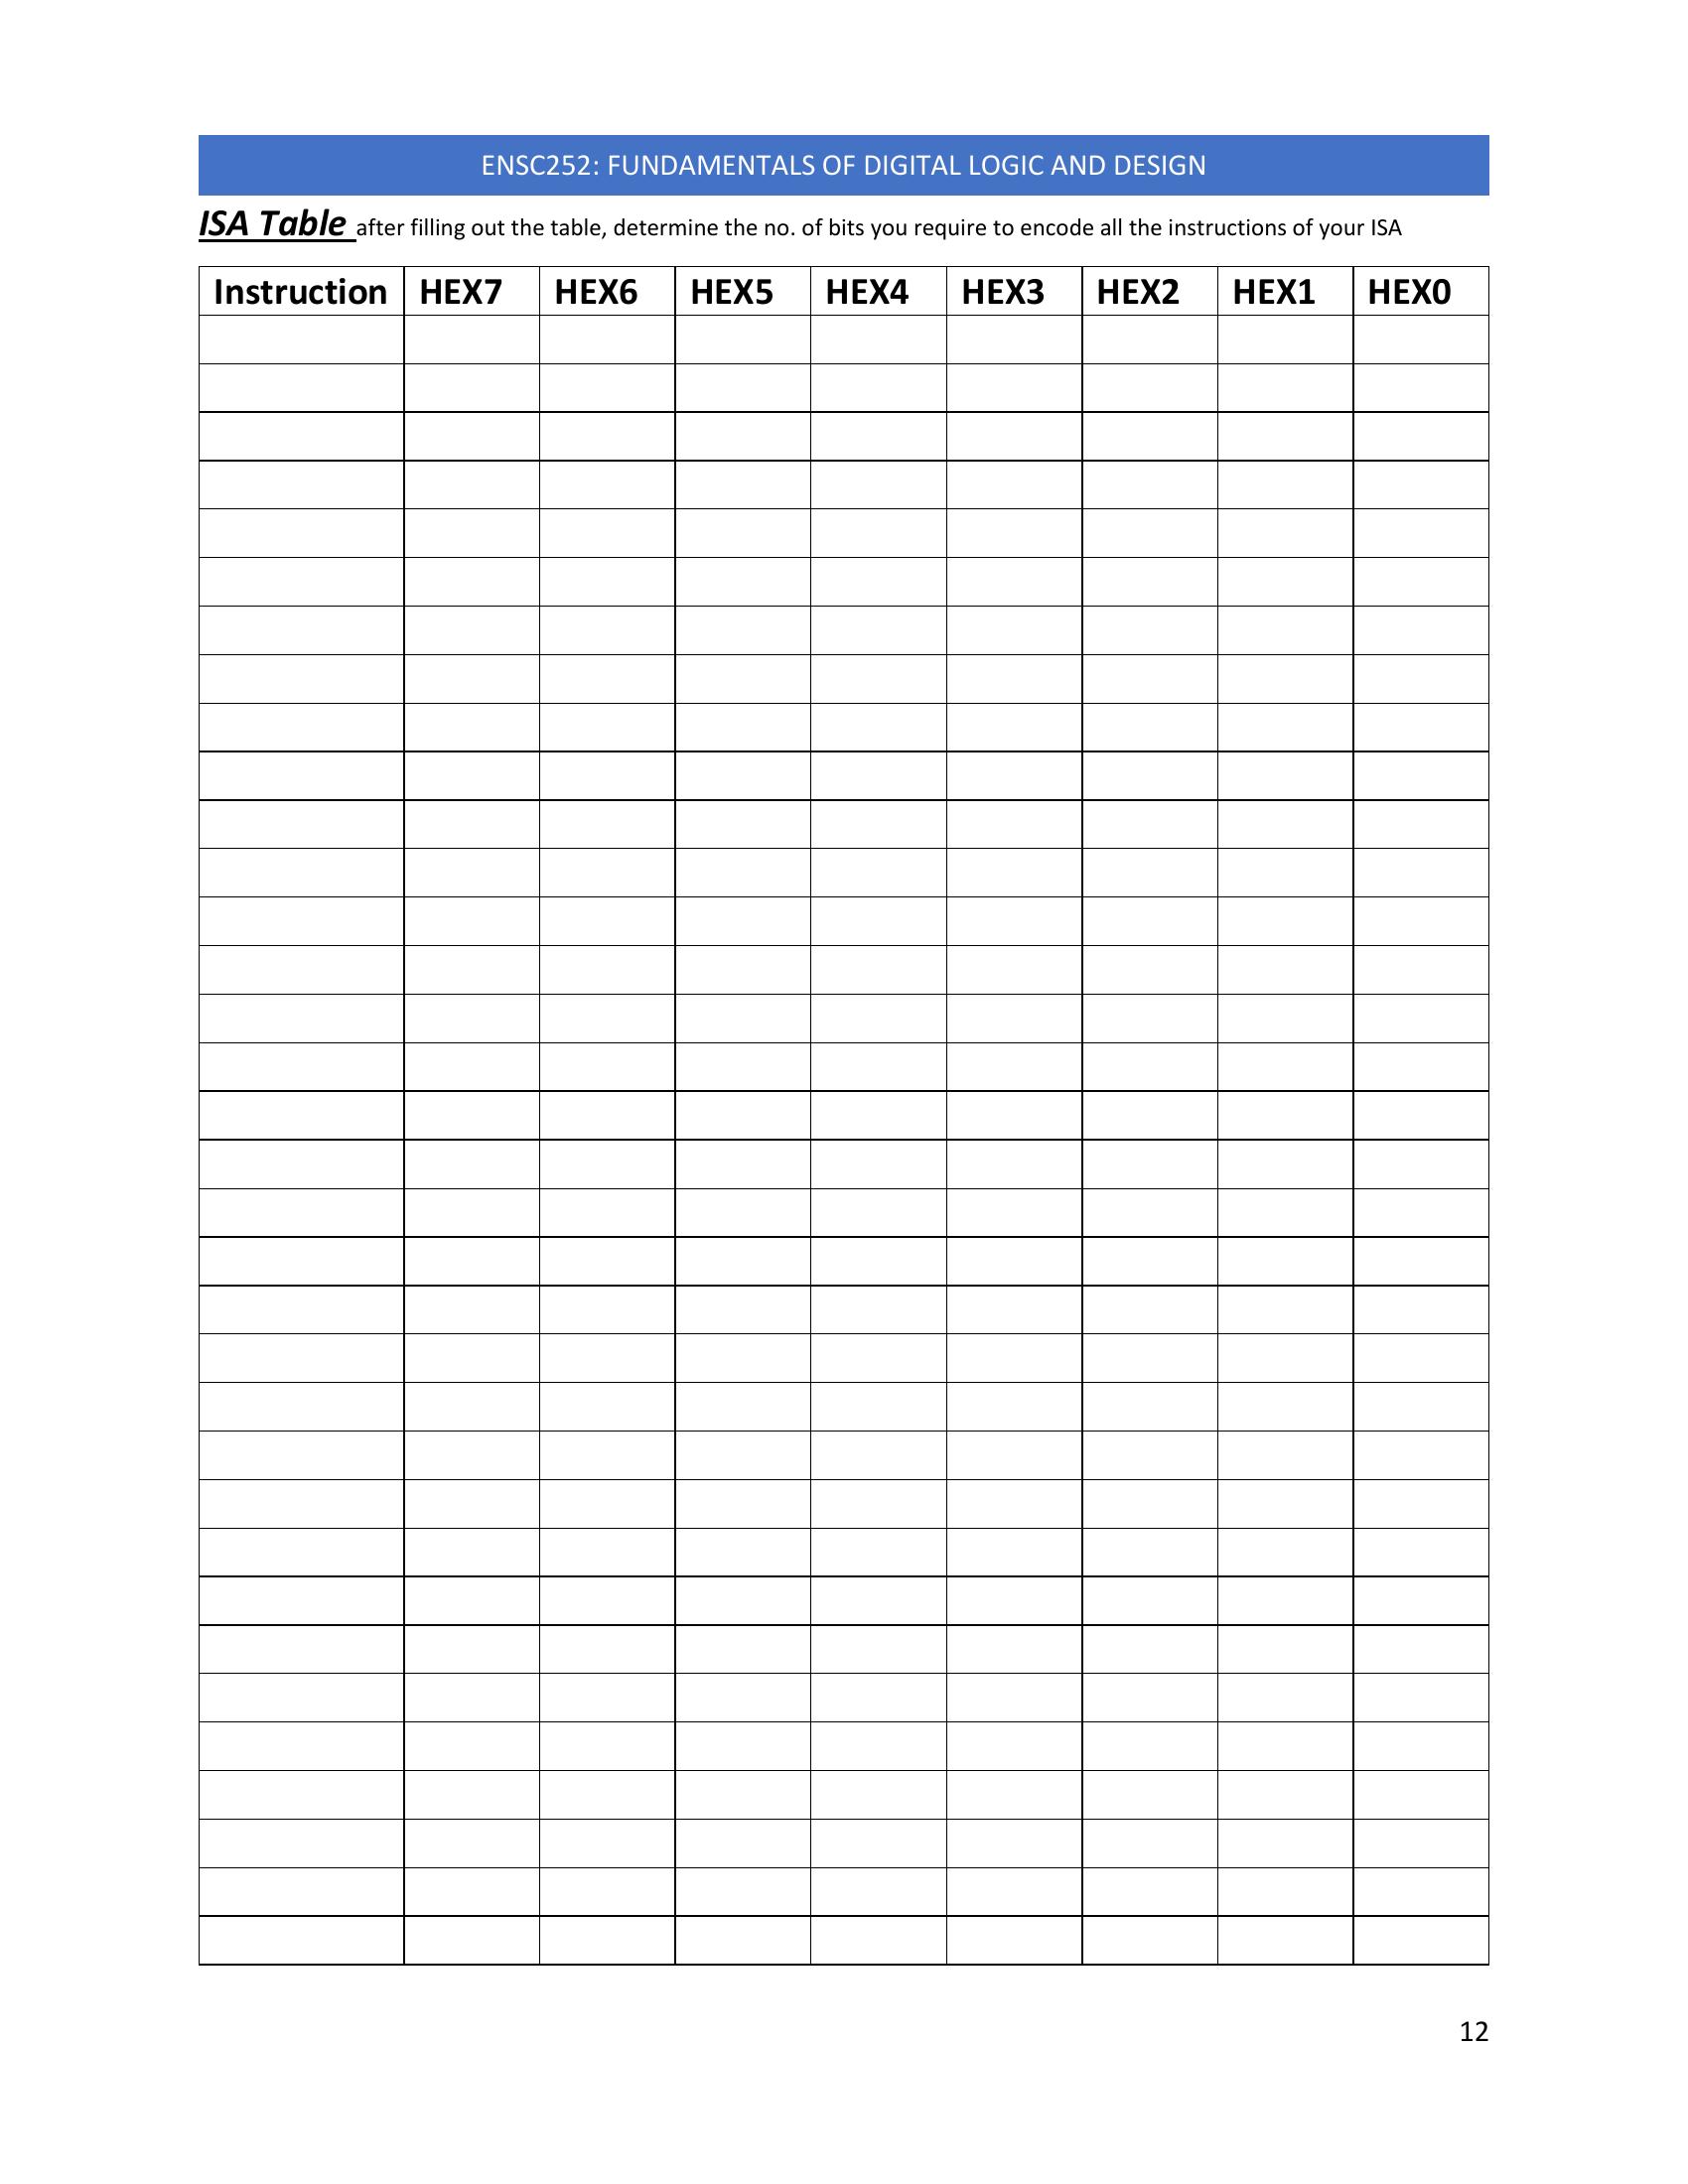 ENSC252: FUNDAMENTALS OF DIGITAL LOGIC AND DESIGN
ISA Table after filling out the table, determine the no. of bits you require to encode all the instructions of your ISA
Instruction HEX7 HEX6 HEX5 HEX4 HEX3 HEX2 HEX1 HEX0
12